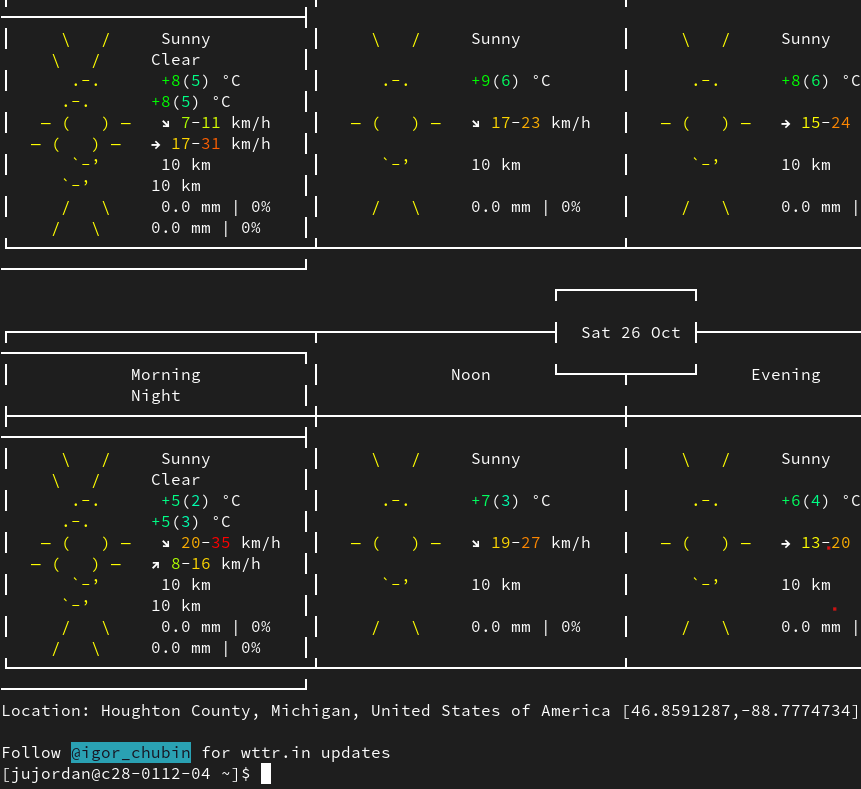 \   /     Sunny     \   /     Sunny     \   /     Sunny
\   /     Clear
.-.     +8(5) °C     .-.     +9(6) °C     .-.     +8(6) °C
.-.     +8(5) °C
― (   ) ―     ↘ 7-11 km/h     ― (   ) ―     ↘ 17-23 km/h     ― (   ) ―     → 15-24
― (   ) ―     → 17-31 km/h
`-’     10 km     `-’     10 km     `-’     10 km
`-’     10 km
/   \     0.0 mm | 0%     /   \     0.0 mm | 0%     /   \     0.0 mm |
/   \     0.0 mm | 0%
Sat 26 Oct
Morning     Noon     Evening
Night
\   /     Sunny     \   /     Sunny     \   /     Sunny
\   /     Clear
.-.     +5(2) °C     .-.     +7(3) °C     .-.     +6(4) °C
.-.     +5(3) °C
― (   ) ―     ↘ 20-35 km/h     ― (   ) ―     ↘ 19-27 km/h     ― (   ) ―     → 13-20
― (   ) ―     ↗ 8-16 km/h
`-’     10 km     `-’     10 km     `-’     10 km
`-’     10 km
/   \     0.0 mm | 0%     /   \     0.0 mm | 0%     /   \     0.0 mm |
/   \     0.0 mm | 0%
Location: Houghton County, Michigan, United States of America [46.8591287,-88.7774734]
Follow @igor_chubin for wttr.in updates
[jujordan@c28-0112-04 ~]$